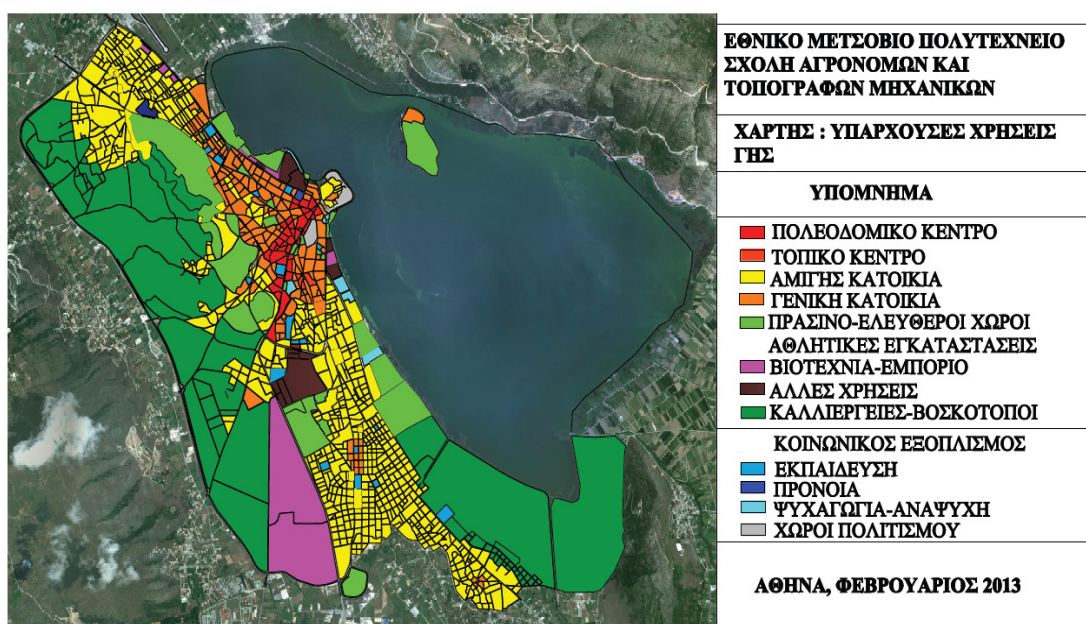 ΕΘΝΙΚΟ ΜΕΤΣΟΒΙΟ ΠΟΛΥΤΕΧΝΕΙΟ
ΣΧΟΛΗ ΑΓΡΟΝΟΜΩΝ ΚΑΙ
ΤΟΠΟΓΡΑΦΩΝ ΜΗΧΑΝΙΚΩΝ
ΧΑΡΤΗΣ : ΥΠΑΡΧΟΥΣΕΣ ΧΡΗΣΕΙΣ
ΓΗΣ
ΥΠΟΜΝΗΜΑ
ΠΟΛΕΟΔΟΜΙΚΟ ΚΕΝΤΡΟ
ΤΟΠΙΚΟ ΚΕΝΤΡΟ
ΑΜΙΓΗΣ ΚΑΤΟΙΚΙΑ
ΓΕΝΙΚΗ ΚΑΤΟΙΚΙΑ
ΠΡΑΣΙΝΟ-ΕΛΕΥΘΕΡΟΙ ΧΩΡΟΙ
ΑΘΛΗΤΙΚΕΣ ΕΓΚΑΤΑΣΤΑΣΕΙΣ
ΒΙΟΤΕΧΝΙΑ-ΕΜΠΟΡΙΟ
ΑΛΛΕΣ ΧΡΗΣΕΙΣ
ΚΑΛΛΙΕΡΓΕΙΕΣ-ΒΟΣΚΟΤΟΠΟΙ
ΚΟΙΝΩΝΙΚΟΣ ΕΞΟΠΛΙΣΜΟΣ
ΕΚΠΑΙΔΕΥΣΗ
ΠΡΟΝΟΙΑ
ΨΥΧΑΓΩΓΙΑ-ΑΝΑΨΥΧΗ
ΧΩΡΟΙ ΠΟΛΙΤΙΣΜΟΥ
ΑΘΗΝΑ, ΦΕΒΡΟΥΑΡΙΟΣ 2013